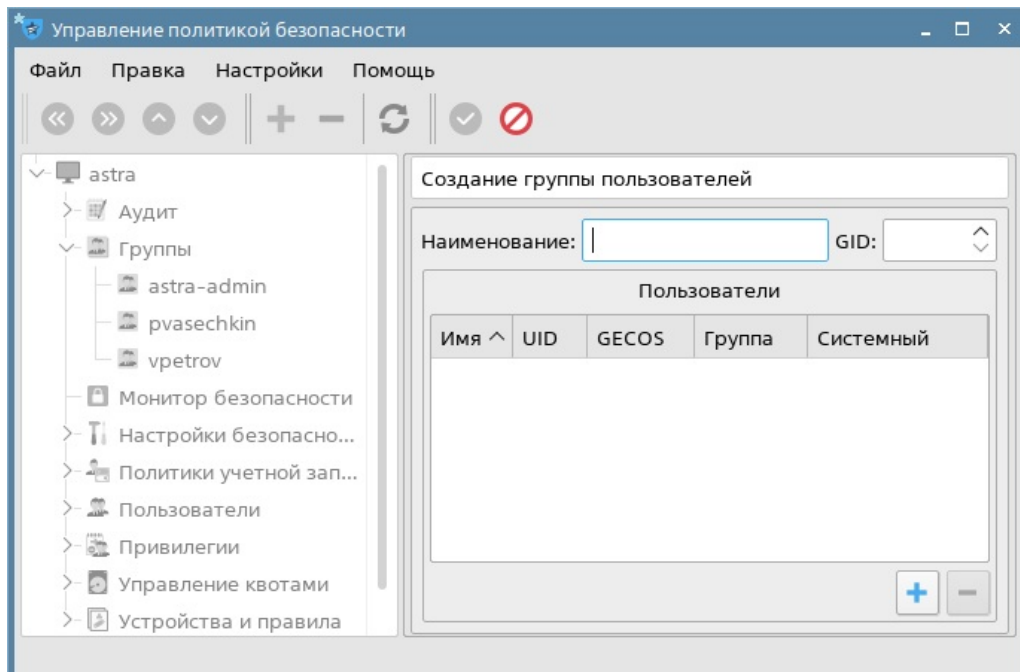 Управление политикой безопасности
Файл Правка Настройки Помощь
astra
Аудит
Группы
astra-admin
pvasechkin
vpetrov
Монитор безопасности
Настройки безопасно...
Политики учетной зап...
Пользователи
Привилегии
Управление квотами
Устройства и правила
Создание группы пользователей
Наименование: GID:
Пользователи
Имя UID GECOS Группа Системный